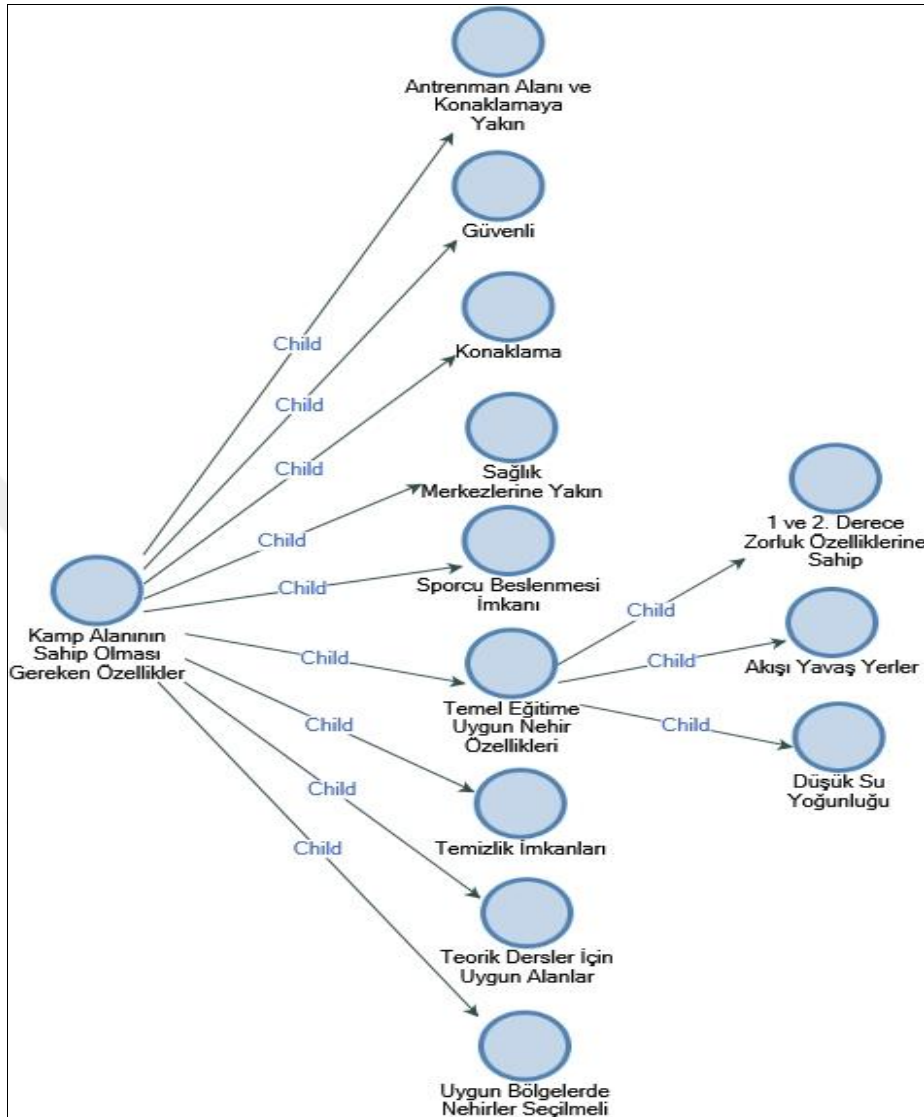 Antrenman Alanı ve
Konaklamaya
Yakın
Güvenli
Child
Child
Konaklama
Child
Sağlık
Merkezlerine Yakın
Child
1 ve 2. Derece
Zorluk Özelliklerine
Sahip
Sporcu Beslenmesi
İmkanı
Child
Child
Kamp Alanının
Sahip Olması
Gereken Özellikler
Child
Temel Eğitime
Uygun Nehir
Özellikleri
Child
Akışı Yavaş Yerler
Child
Düşük Su
Yoğunluğu
Child
Temizlik İmkanları
Child
Teorik Dersler İçin
Uygun Alanlar
Child
Uygun Bölgelerde
Nehirler Seçilmeli